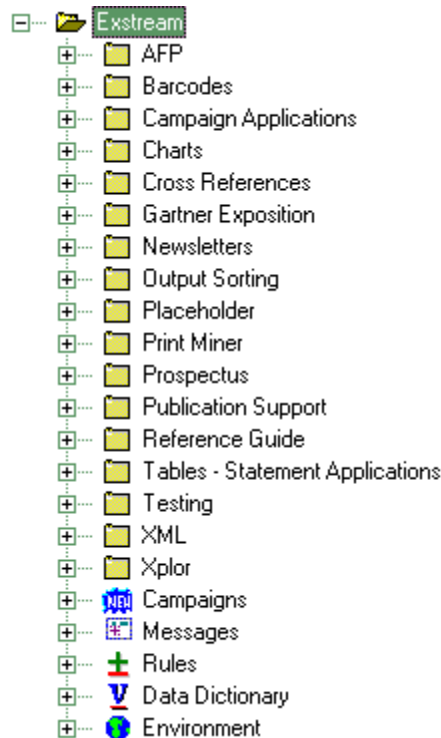 Exstream
AFP
Barcodes
Campaign Applications
Charts
Cross References
Gartner Exposition
Newsletters
Output Sorting
Placeholder
Print Miner
Prospectus
Publication Support
Reference Guide
Tables - Statement Applications
Testing
XML
Xplor
NEW Campaigns
Messages
Rules
V Data Dictionary
Environment